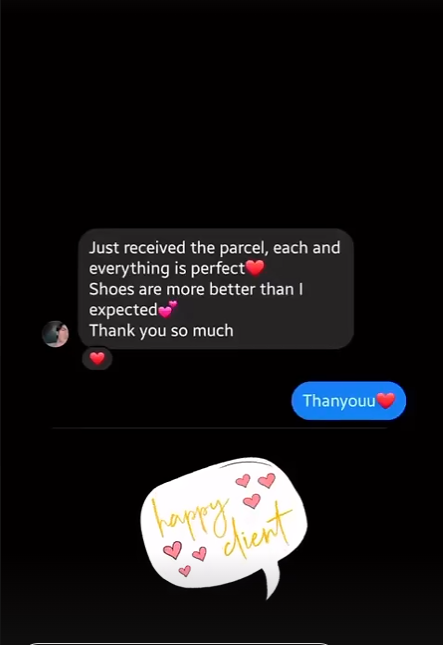 Just received the parcel, each and
everything is perfect❤️
Shoes are more better than I
expected💕
Thank you so much
Thanyouu❤️
happy
client